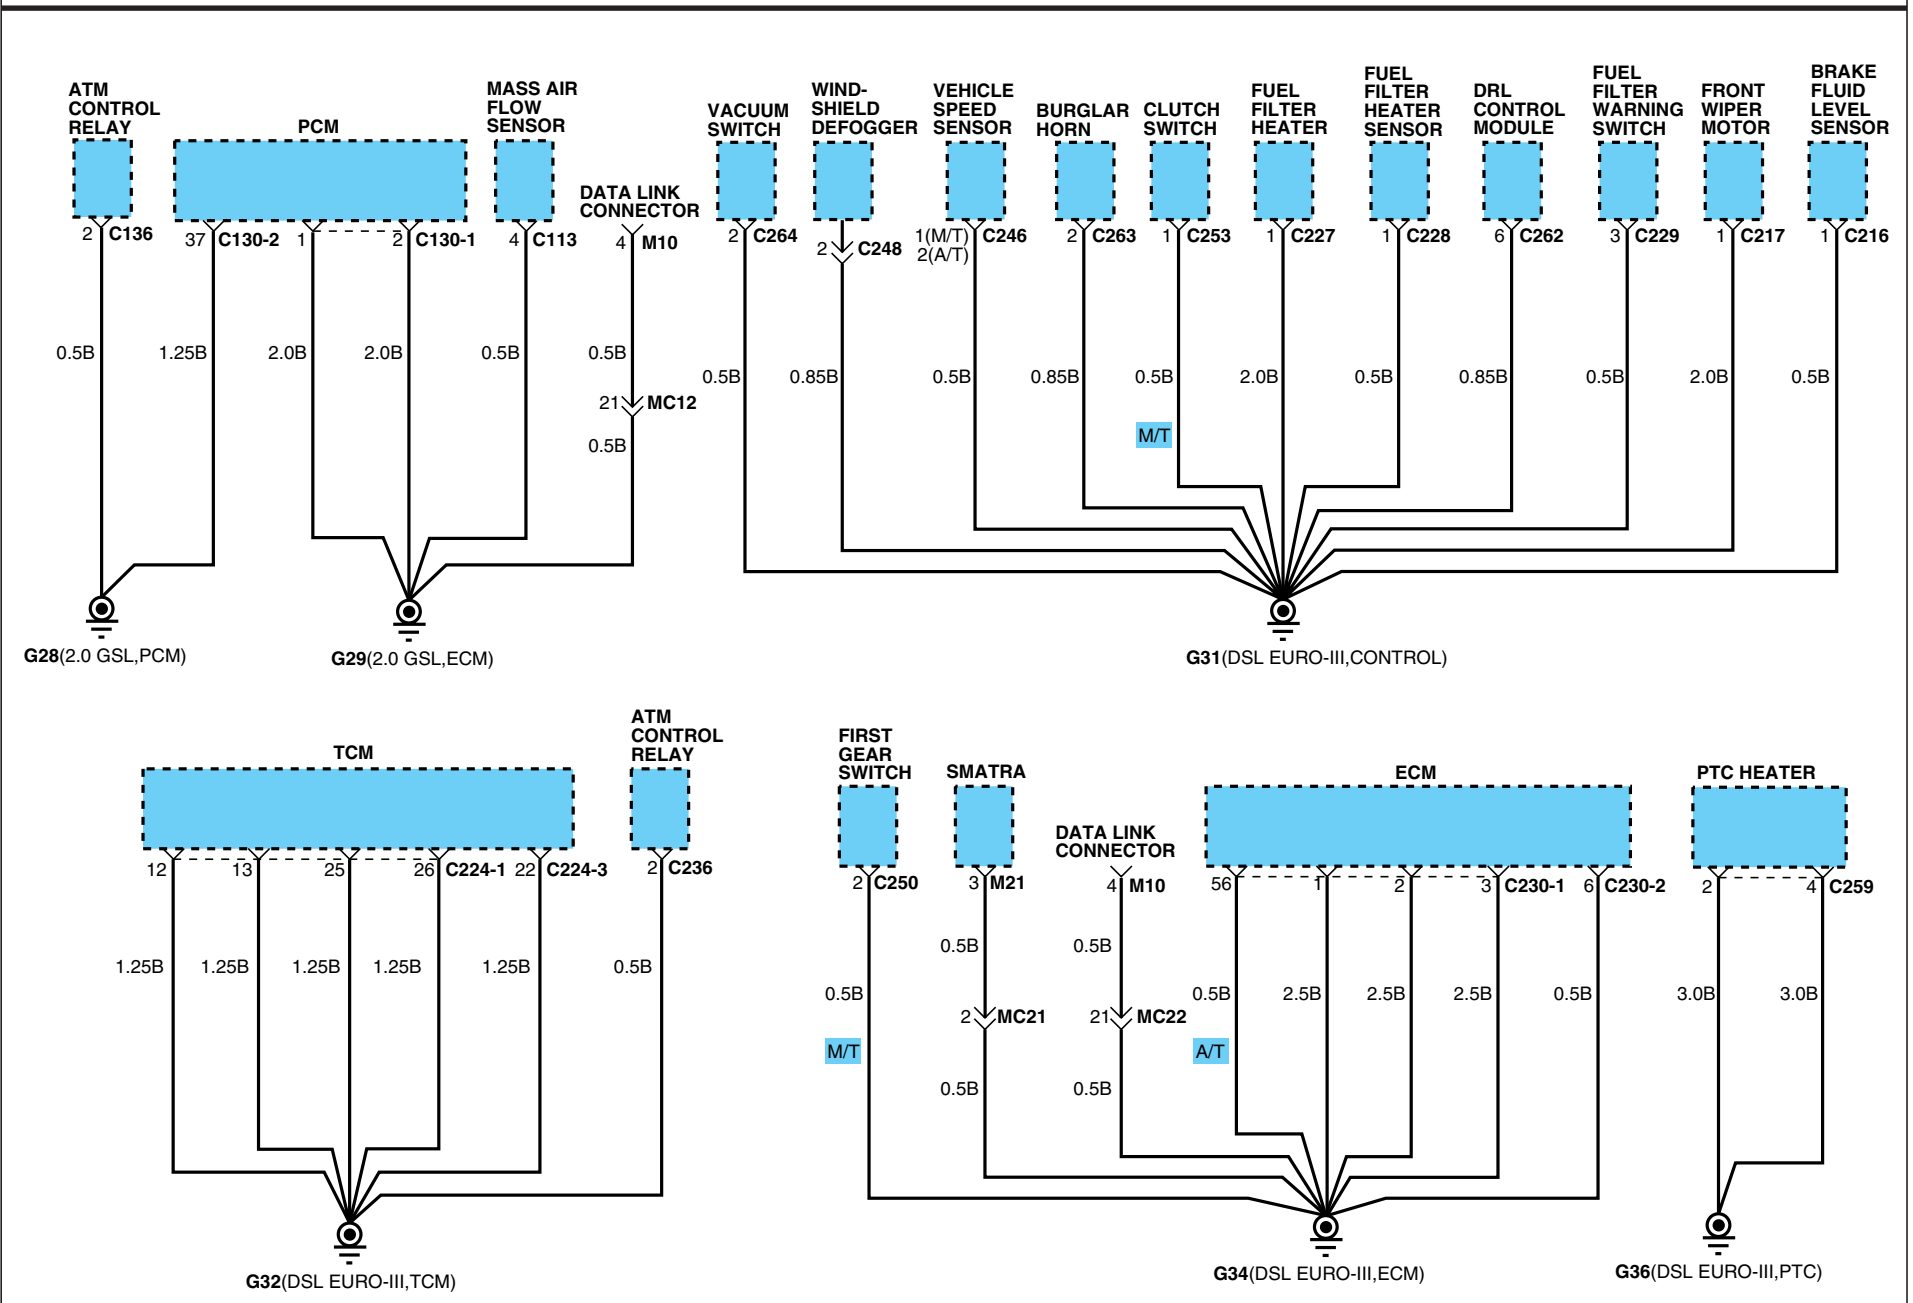 ATM
CONTROL
RELAY
PCM
MASS AIR
FLOW
SENSOR
DATA LINK
CONNECTOR
VACUUM
SWITCH
WIND-
SHIELD
DEFOGGER
VEHICLE
SPEED
SENSOR
BURGLAR
HORN
CLUTCH
SWITCH
FUEL
FILTER
HEATER
FUEL
FILTER
HEATER
SENSOR
DRL
CONTROL
MODULE
FUEL
FILTER
WARNING
SWITCH
FRONT
WIPER
MOTOR
BRAKE
FLUID
LEVEL
SENSOR
2 C136
37 C130-2
1
2 C130-1
4 C113
4 M10
2 C264
2 C248
1(M/T)
2(A/T)
C246
2 C263
1 C253
1 C227
1 C228
6 C262
3 C229
1 C217
1 C216
0.5B
1.25B
2.0B
2.0B
0.5B
0.5B
0.5B
0.85B
0.5B
0.85B
0.5B
2.0B
0.5B
0.85B
0.5B
2.0B
0.5B
21 MC12
0.5B
M/T
G28(2.0 GSL,PCM)
G29(2.0 GSL,ECM)
G31(DSL EURO-III,CONTROL)
TCM
ATM
CONTROL
RELAY
FIRST
GEAR
SWITCH
SMATRA
DATA LINK
CONNECTOR
ECM
PTC HEATER
12
13
25
26 C224-1
22 C224-3
2 C236
2 C250
3 M21
4 M10
56
1
2
3 C230-1
6 C230-2
2
4 C259
1.25B
1.25B
1.25B
1.25B
1.25B
0.5B
0.5B
0.5B
0.5B
0.5B
2.5B
2.5B
2.5B
0.5B
3.0B
3.0B
2 MC21
21 MC22
M/T
A/T
0.5B
0.5B
G32(DSL EURO-III,TCM)
G34(DSL EURO-III,ECM)
G36(DSL EURO-III,PTC)